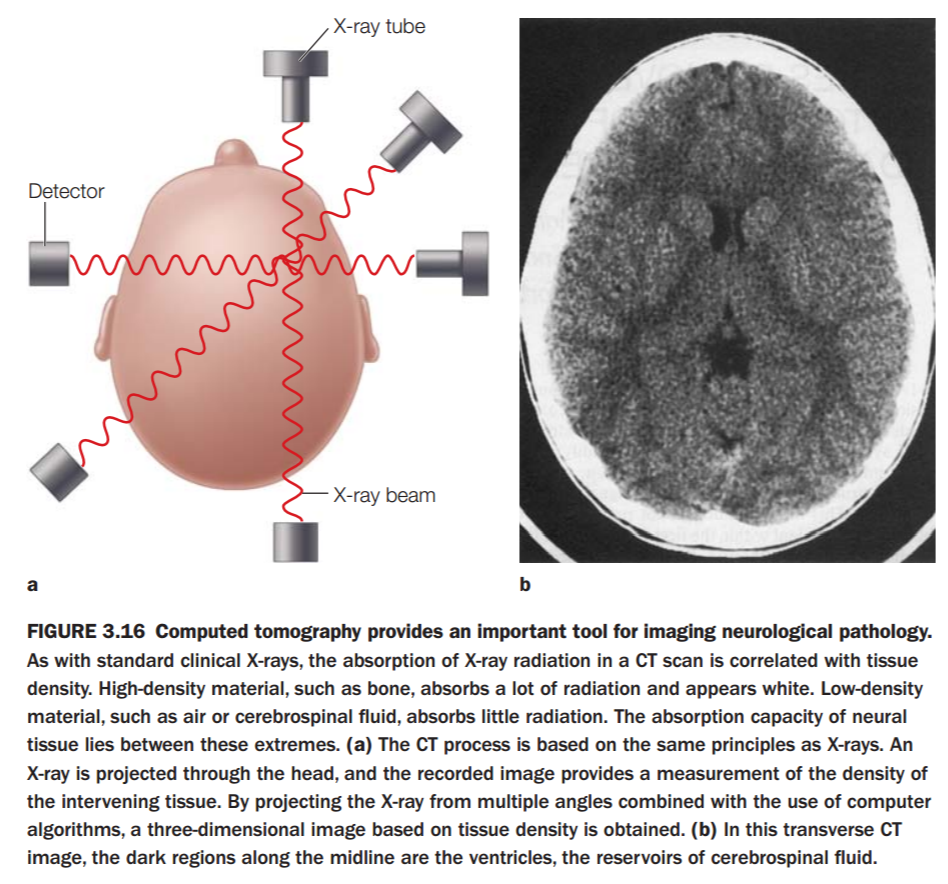 X-ray tube
Detector
X-ray beam
a
b
FIGURE 3.16 Computed tomography provides an important tool for imaging neurological pathology.
As with standard clinical X-rays, the absorption of X-ray radiation in a CT scan is correlated with tissue
density. High-density material, such as bone, absorbs a lot of radiation and appears white. Low-density
material, such as air or cerebrospinal fluid, absorbs little radiation. The absorption capacity of neural
tissue lies between these extremes. (a) The CT process is based on the same principles as X-rays. An
X-ray is projected through the head, and the recorded image provides a measurement of the density of
the intervening tissue. By projecting the X-ray from multiple angles combined with the use of computer
algorithms, a three-dimensional image based on tissue density is obtained. (b) In this transverse CT
image, the dark regions along the midline are the ventricles, the reservoirs of cerebrospinal fluid.